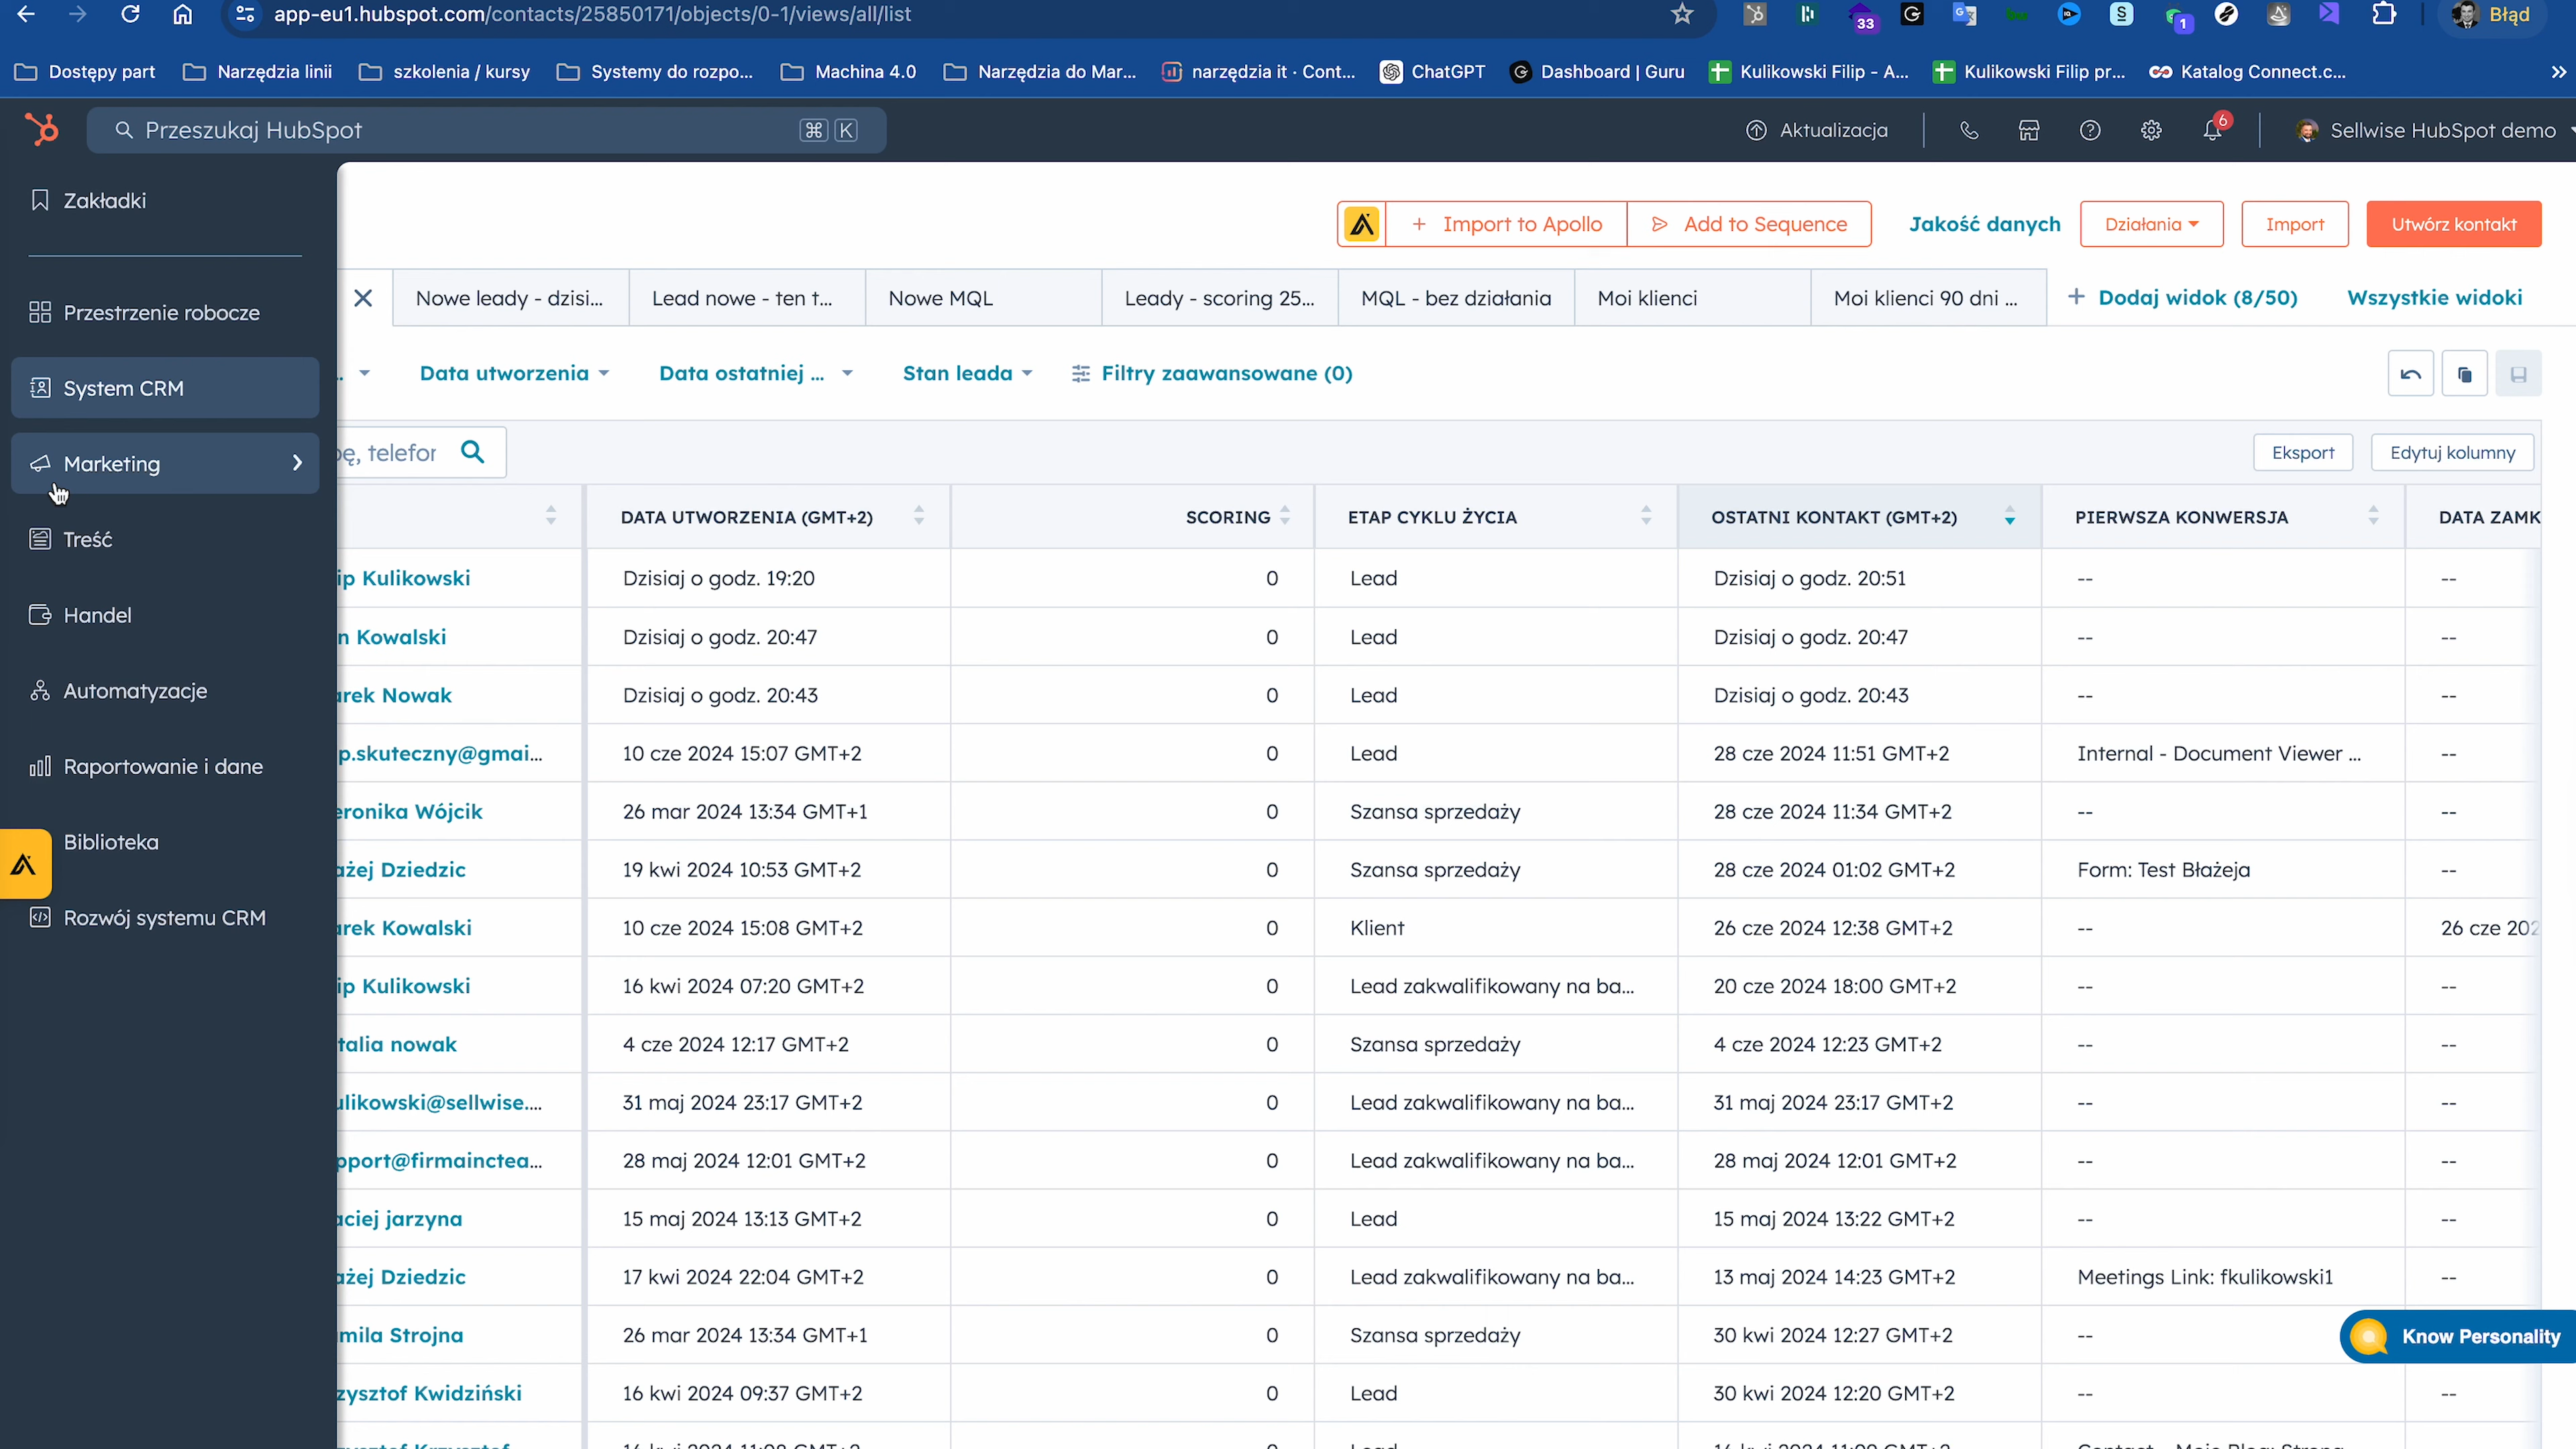 app-eu1.hubspot.com/contacts/25850171/objects/0-1/views/all/list
33
1
Błąd
Dostępy part
Narzędzia linii
szkolenia / kursy
Systemy do rozpo...
Machina 4.0
Narzędzia do Mar...
narzędzia it · Cont...
ChatGPT
Dashboard | Guru
Kulikowski Filip - A...
Kulikowski Filip pr...
Katalog Connect.c...
Przeszukaj HubSpot
⌘ K
Aktualizacja
6
Sellwise HubSpot demo
Zakładki
Przestrzenie robocze
System CRM
Marketing
Treść
Handel
Automatyzacje
Raportowanie i dane
Biblioteka
Rozwój systemu CRM
+ Import to Apollo
Add to Sequence
Jakość danych
Działania
Import
Utwórz kontakt
Nowe leady - dzisi...
Lead nowe - ten t...
Nowe MQL
Leady - scoring 25...
MQL - bez działania
Moi klienci
Moi klienci 90 dni ...
+ Dodaj widok (8/50)
Wszystkie widoki
Data utworzenia
Data ostatniej ...
Stan leada
Filtry zaawansowane (0)
ę, telefor
Eksport
Edytuj kolumny
DATA UTWORZENIA (GMT+2) SCORING ETAP CYKLU ŻYCIA OSTATNI KONTAKT (GMT+2) PIERWSZA KONWERSJA DATA ZAMK
ip Kulikowski Dzisiaj o godz. 19:20 0 Lead Dzisiaj o godz. 20:51 -- --
n Kowalski Dzisiaj o godz. 20:47 0 Lead Dzisiaj o godz. 20:47 -- --
arek Nowak Dzisiaj o godz. 20:43 0 Lead Dzisiaj o godz. 20:43 -- --
p.skuteczny@gmai... 10 cze 2024 15:07 GMT+2 0 Lead 28 cze 2024 11:51 GMT+2 Internal - Document Viewer ... --
eronika Wójcik 26 mar 2024 13:34 GMT+1 0 Szansa sprzedaży 28 cze 2024 11:34 GMT+2 -- --
ażej Dziedzic 19 kwi 2024 10:53 GMT+2 0 Szansa sprzedaży 28 cze 2024 01:02 GMT+2 Form: Test Błażeja --
arek Kowalski 10 cze 2024 15:08 GMT+2 0 Klient 26 cze 2024 12:38 GMT+2 -- 26 cze 202
ip Kulikowski 16 kwi 2024 07:20 GMT+2 0 Lead zakwalifikowany na ba... 20 cze 2024 18:00 GMT+2 -- --
talia nowak 4 cze 2024 12:17 GMT+2 0 Szansa sprzedaży 4 cze 2024 12:23 GMT+2 -- --
ulikowski@sellwise.... 31 maj 2024 23:17 GMT+2 0 Lead zakwalifikowany na ba... 31 maj 2024 23:17 GMT+2 -- --
pport@firmainctea... 28 maj 2024 12:01 GMT+2 0 Lead zakwalifikowany na ba... 28 maj 2024 12:01 GMT+2 -- --
aciej jarzyna 15 maj 2024 13:13 GMT+2 0 Lead 15 maj 2024 13:22 GMT+2 -- --
ażej Dziedzic 17 kwi 2024 22:04 GMT+2 0 Lead zakwalifikowany na ba... 13 maj 2024 14:23 GMT+2 Meetings Link: fkulikowski1 --
mila Strojna 26 mar 2024 13:34 GMT+1 0 Szansa sprzedaży 30 kwi 2024 12:27 GMT+2 --
Know Personality
zysztof Kwidziński 16 kwi 2024 09:37 GMT+2 0 Lead 30 kwi 2024 12:20 GMT+2 -- --